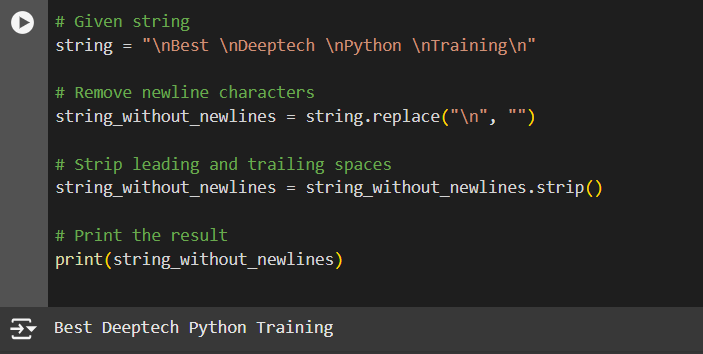 # Given string
string = "\nBest \nDeeptech \nPython \nTraining\n"
# Remove newline characters
string_without_newlines = string.replace("\n", "")
# Strip leading and trailing spaces
string_without_newlines = string_without_newlines.strip()
# Print the result
print(string_without_newlines)
Best Deeptech Python Training